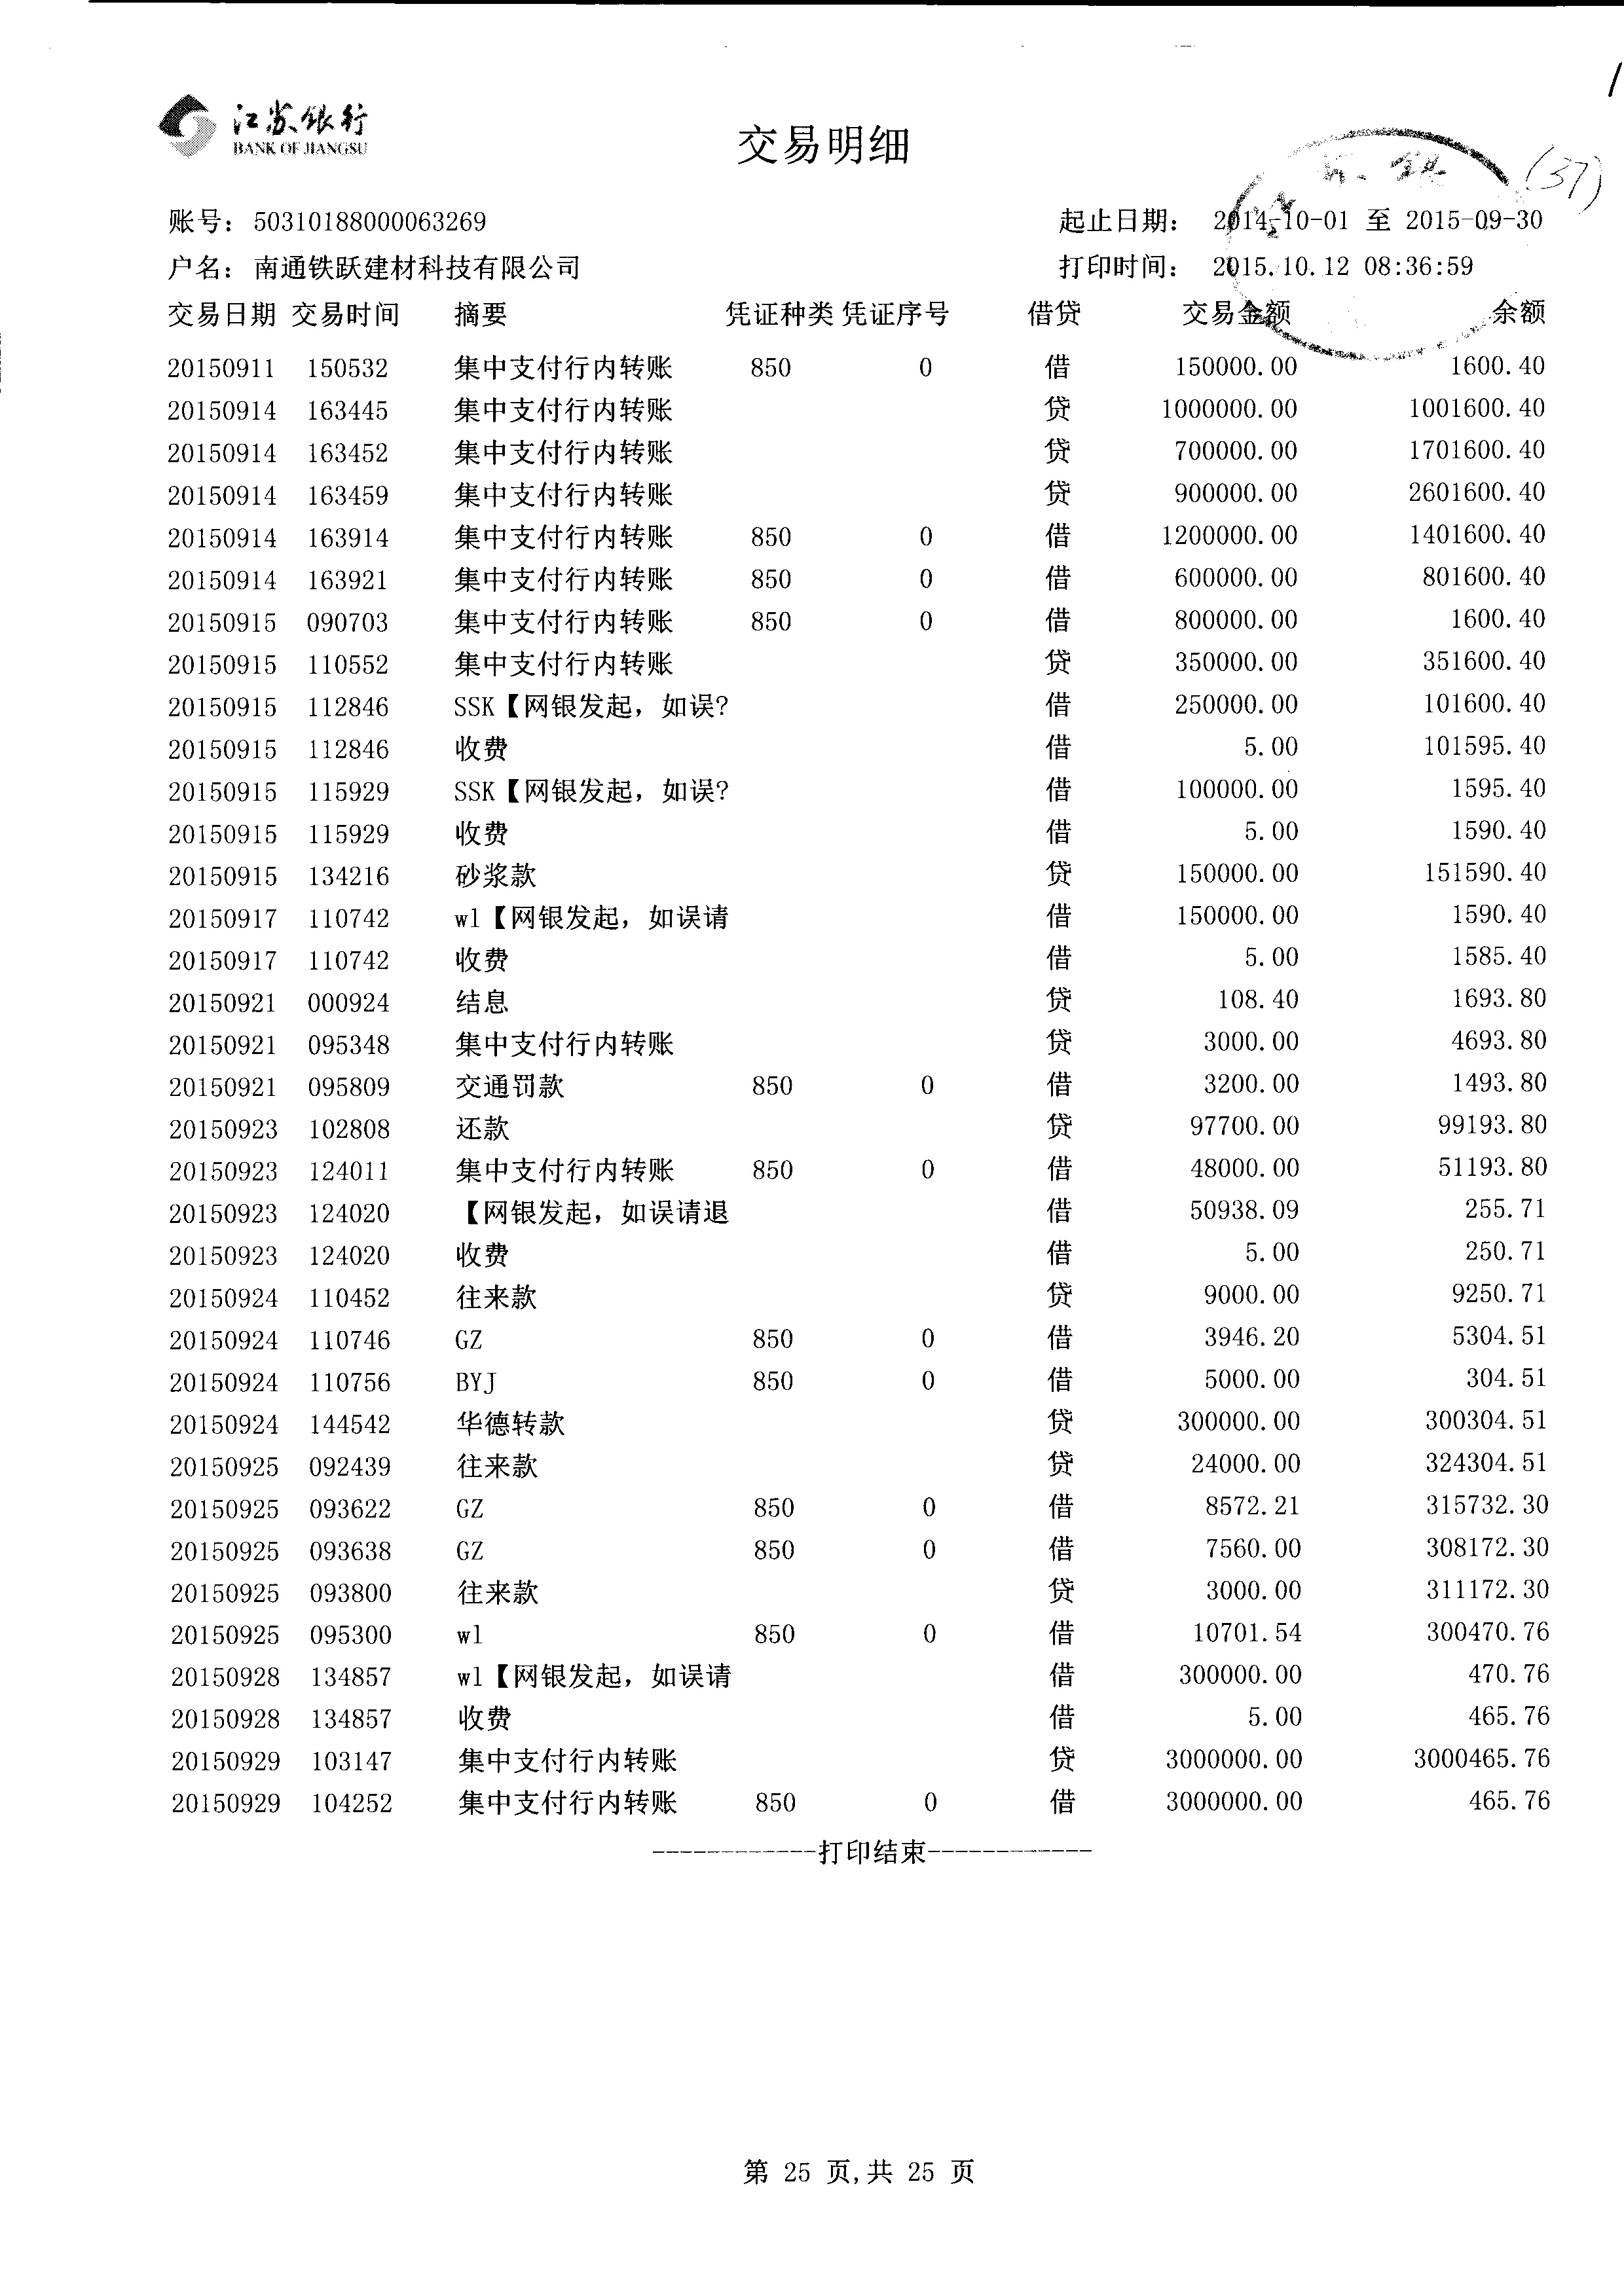 江苏银行
BANK OF JIANGSU
交易明细
(37)
账号: 50310188000063269 起止日期: 2014-10-01 至 2015-09-30
户名: 南通铁跃建材科技有限公司 打印时间: 2015.10.12 08:36:59
交易日期 交易时间 摘要 凭证种类 凭证序号 借贷 交易金额 余额
20150911 150532 集中支付行内转账 850 0 借 150000.00 1600.40
20150914 163445 集中支付行内转账 贷 1000000.00 1001600.40
20150914 163452 集中支付行内转账 贷 700000.00 1701600.40
20150914 163459 集中支付行内转账 贷 900000.00 2601600.40
20150914 163914 集中支付行内转账 850 0 借 1200000.00 1401600.40
20150914 163921 集中支付行内转账 850 0 借 600000.00 801600.40
20150915 090703 集中支付行内转账 850 0 借 800000.00 1600.40
20150915 110552 集中支付行内转账 贷 350000.00 351600.40
20150915 112846 SSK【网银发起，如误? 借 250000.00 101600.40
20150915 112846 收费 借 5.00 101595.40
20150915 115929 SSK【网银发起，如误? 借 100000.00 1595.40
20150915 115929 收费 借 5.00 1590.40
20150915 134216 砂浆款 贷 150000.00 151590.40
20150917 110742 wl【网银发起，如误请 借 150000.00 1590.40
20150917 110742 收费 借 5.00 1585.40
20150921 000924 结息 贷 108.40 1693.80
20150921 095348 集中支付行内转账 贷 3000.00 4693.80
20150921 095809 交通罚款 850 0 借 3200.00 1493.80
20150923 102808 还款 贷 97700.00 99193.80
20150923 124011 集中支付行内转账 850 0 借 48000.00 51193.80
20150923 124020 【网银发起，如误请退 借 50938.09 255.71
20150923 124020 收费 借 5.00 250.71
20150924 110452 往来款 贷 9000.00 9250.71
20150924 110746 GZ 850 0 借 3946.20 5304.51
20150924 110756 BYJ 850 0 借 5000.00 304.51
20150924 144542 华德转款 贷 300000.00 300304.51
20150925 092439 往来款 贷 24000.00 324304.51
20150925 093622 GZ 850 0 借 8572.21 315732.30
20150925 093638 GZ 850 0 借 7560.00 308172.30
20150925 093800 往来款 贷 3000.00 311172.30
20150925 095300 wl 850 0 借 10701.54 300470.76
20150928 134857 wl【网银发起，如误请 借 300000.00 470.76
20150928 134857 收费 借 5.00 465.76
20150929 103147 集中支付行内转账 贷 3000000.00 3000465.76
20150929 104252 集中支付行内转账 850 0 借 3000000.00 465.76
------------打印结束------------
第 25 页,共 25 页